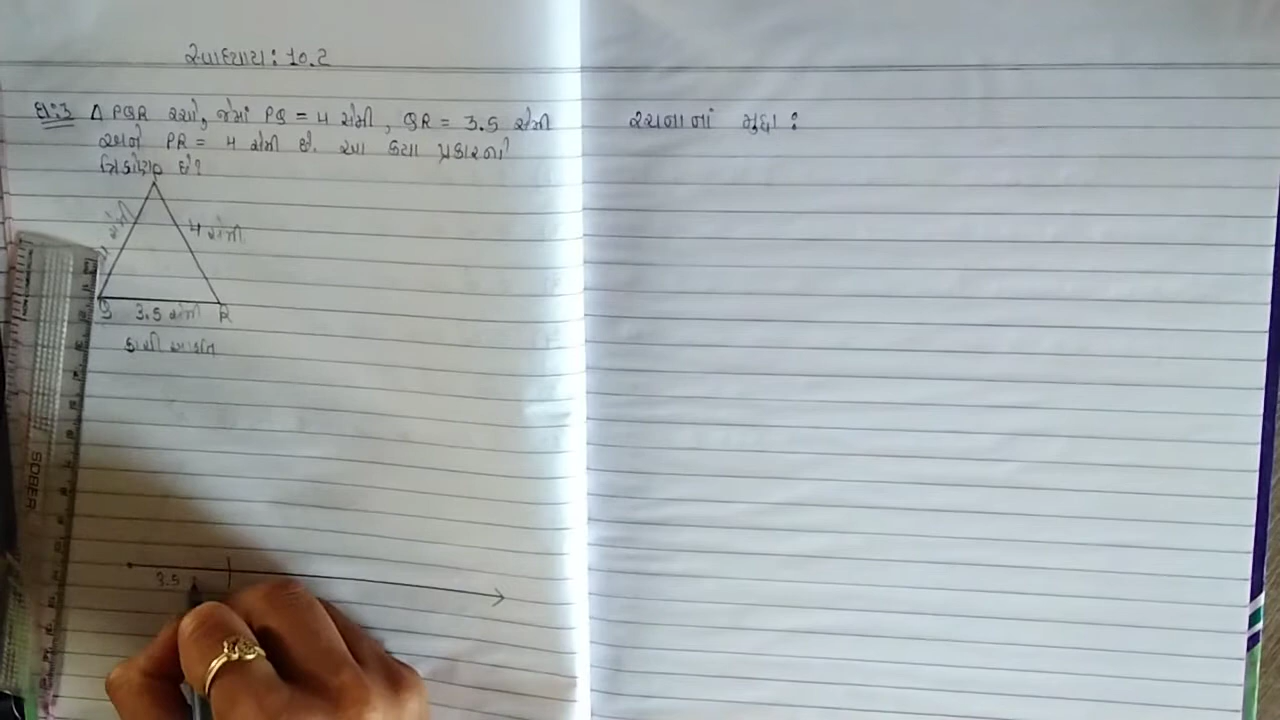 સ્વાધ્યાય: 10.2
દા:3 Δ PQR રચો, જેમાં PQ = 4 સેમી, QR = 3.5 સેમી
અને PR = 4 સેમી છે. આ કયા પ્રકારનો
ત્રિકોણ છે?
P
સેમી
4 સેમી
Q 3.5 સેમી R
કાચી આકૃતિ
3.5
રચનાનાં મુદ્દા :
SOBER